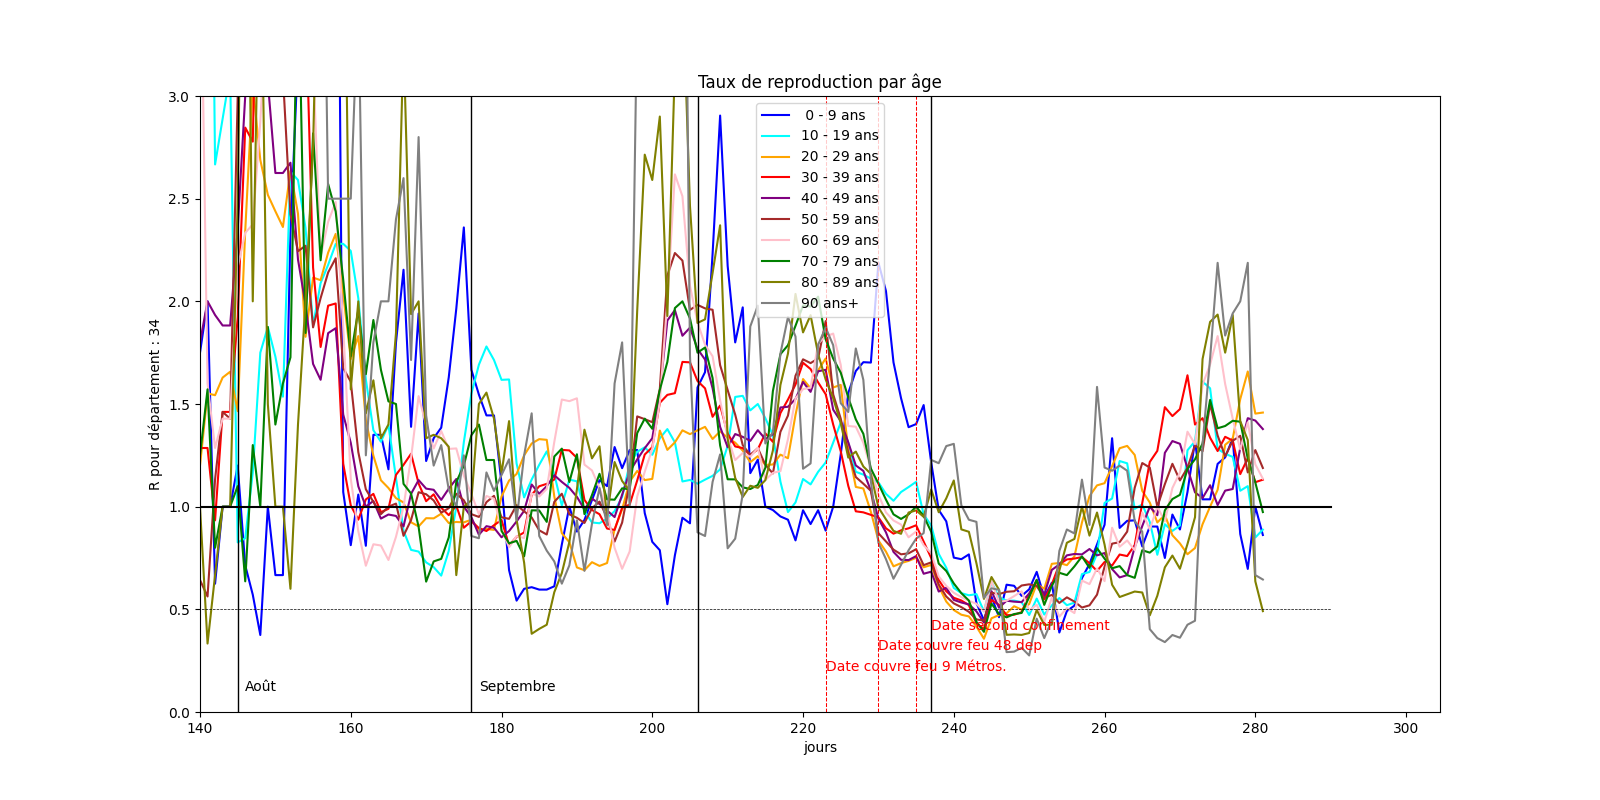 Taux de reproduction par âge
3.0
2.5
2.0
1.5
1.0
0.5
0.0
R pour département : 34
0 - 9 ans
10 - 19 ans
20 - 29 ans
30 - 39 ans
40 - 49 ans
50 - 59 ans
60 - 69 ans
70 - 79 ans
80 - 89 ans
90 ans+
Date second confinement
Date couvre feu 48 dep
Date couvre feu 9 Métros.
Août
Septembre
140 160 180 200 220 240 260 280 300
jours